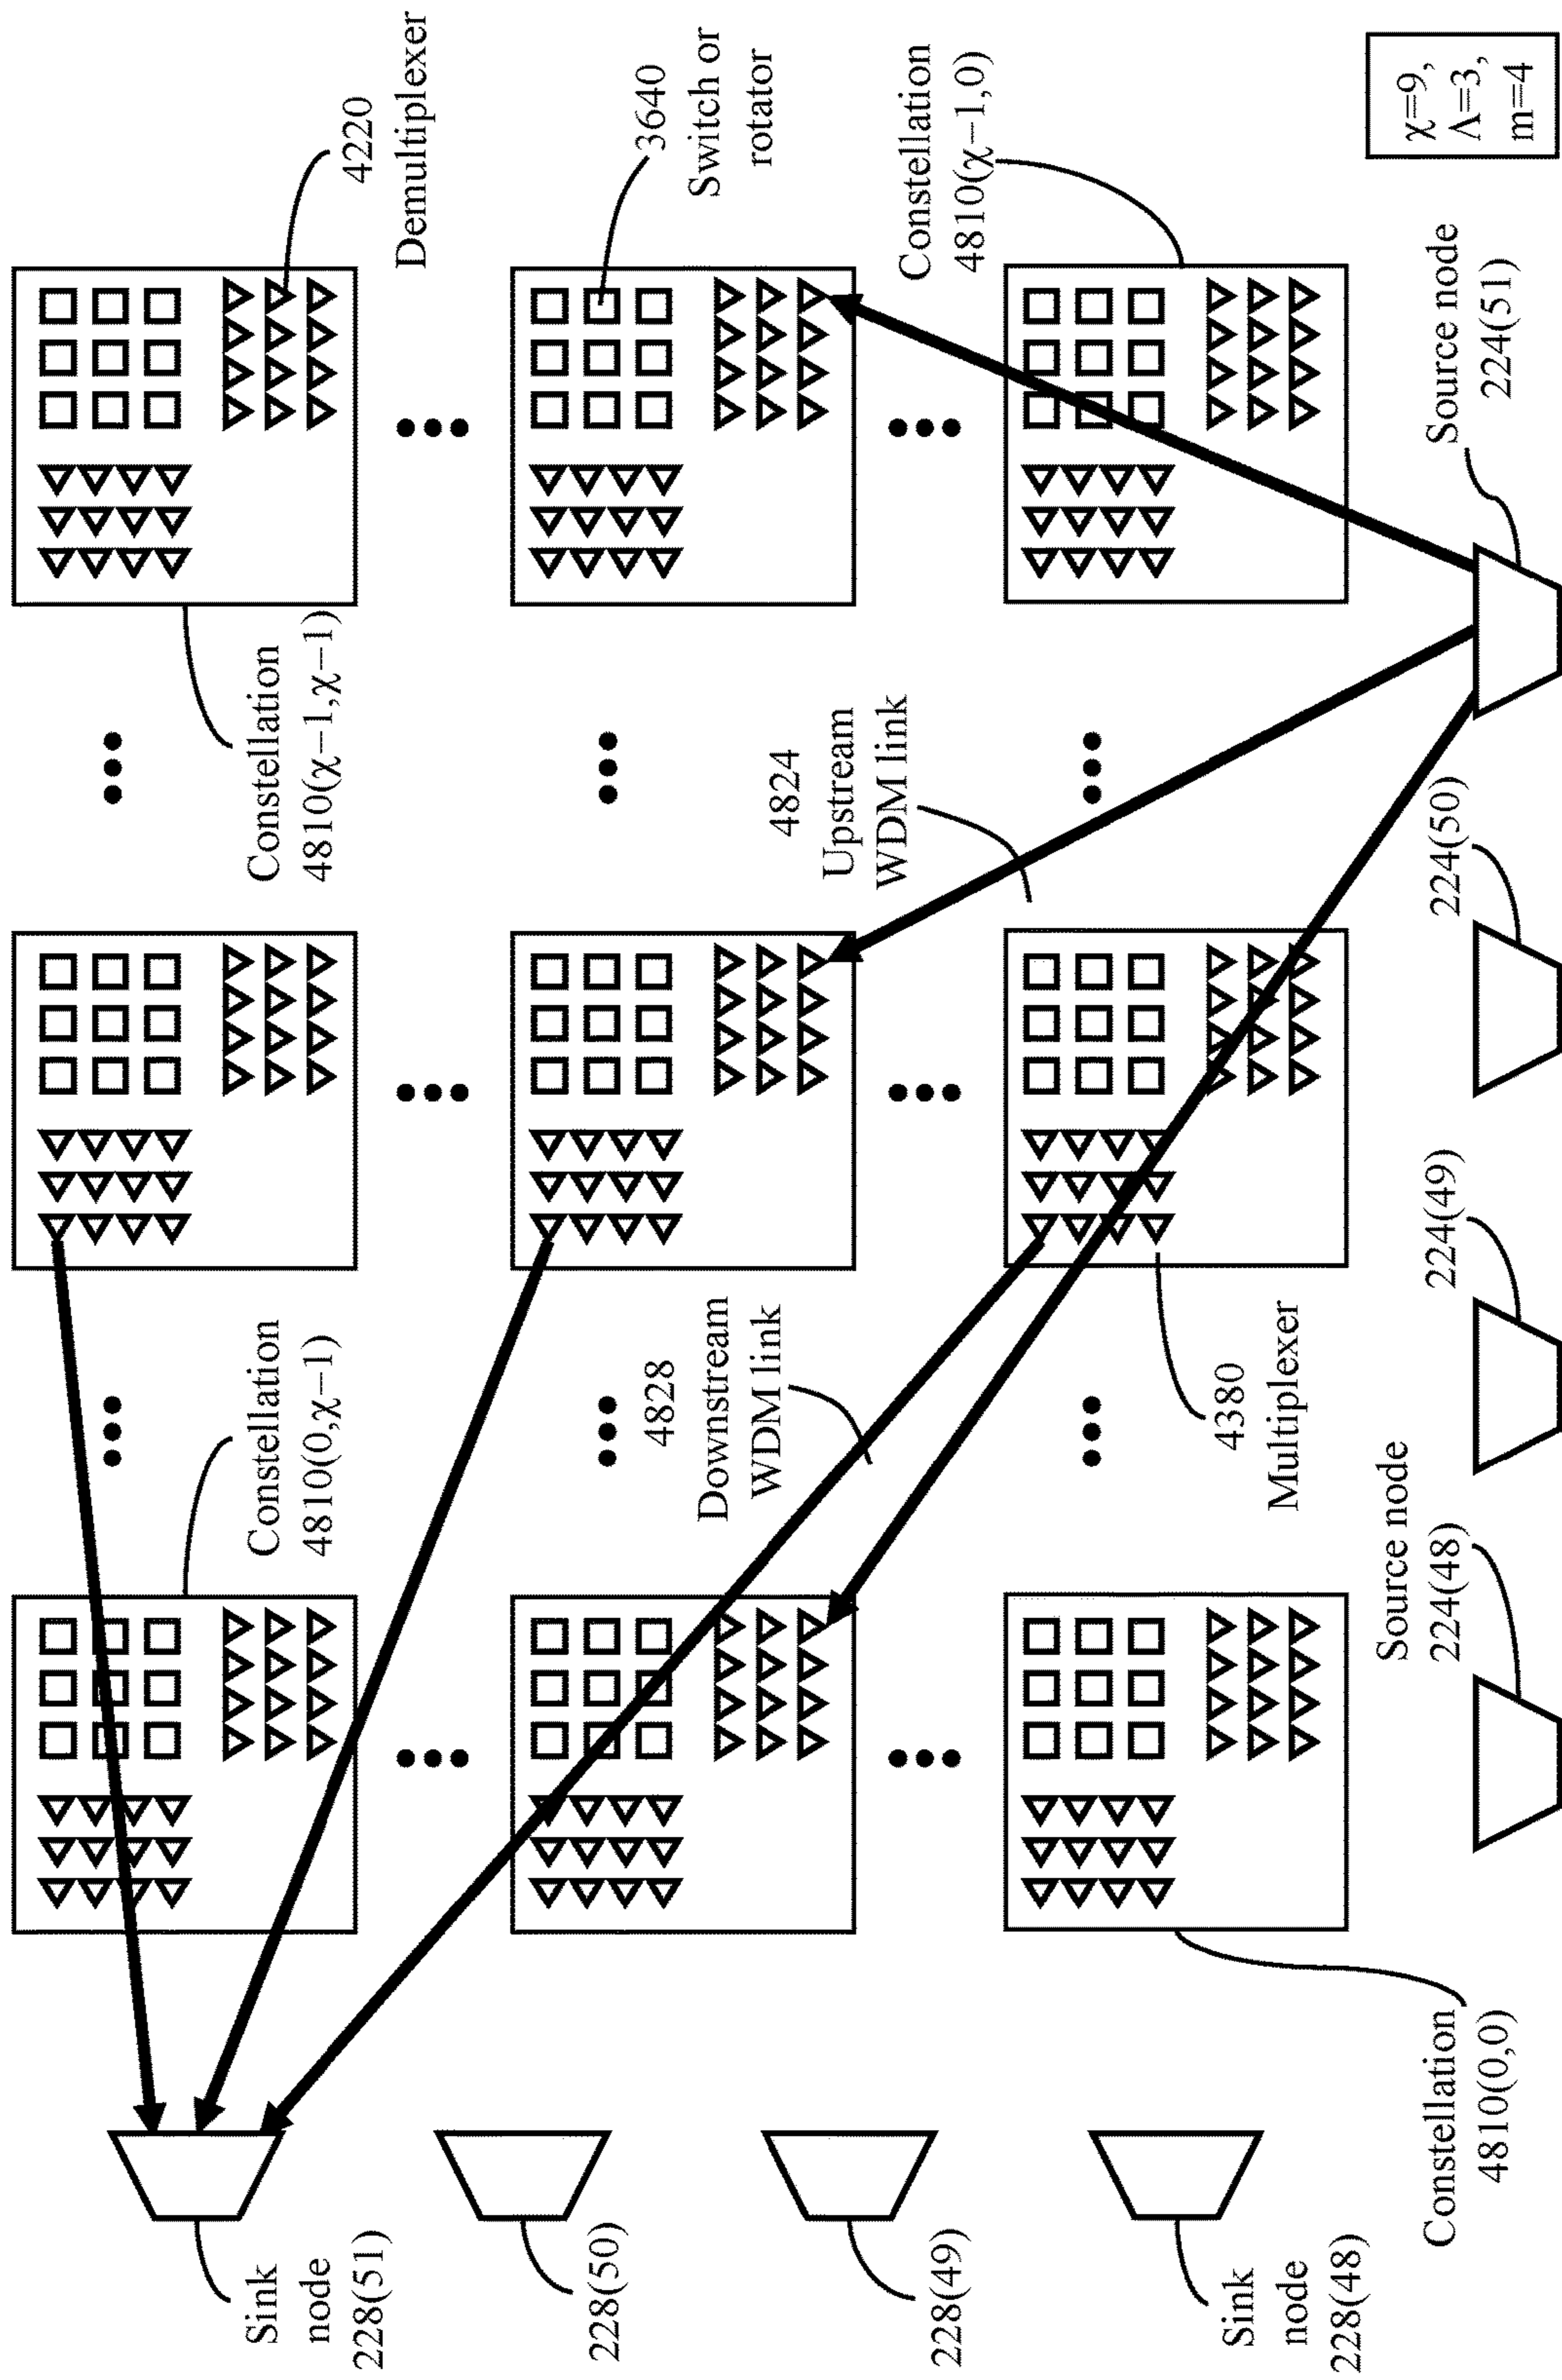 4220
Demultiplexer
3640
Switch or
rotator
Constellation
4810(χ−1,0)
χ=9,
Λ=3,
m=4
Source node
224(51)
Constellation
4810(χ−1,χ−1)
4824
Upstream
WDM link
224(50)
224(49)
Constellation
4810(0,χ−1)
4828
Downstream
WDM link
4380
Multiplexer
Source node
224(48)
Constellation
4810(0,0)
Sink
node
228(51)
228(50)
228(49)
Sink
node
228(48)